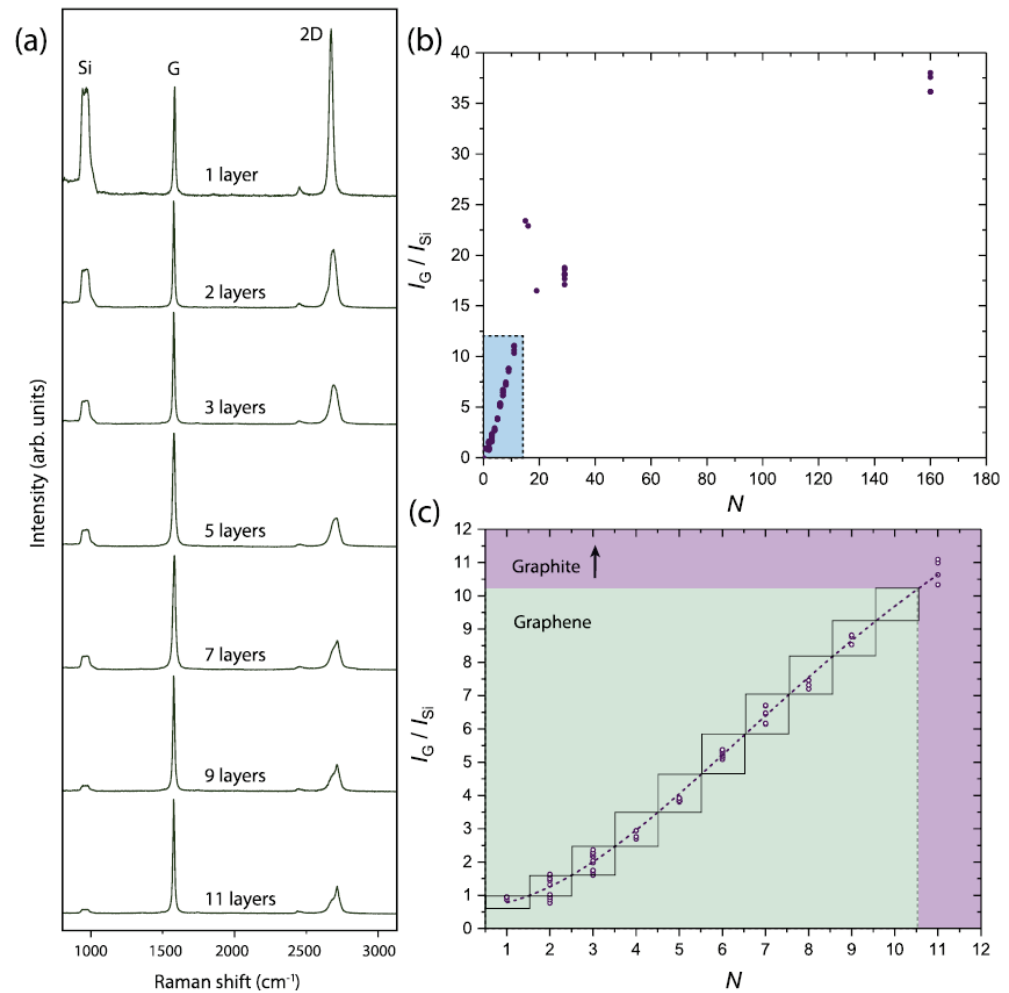 (a)
Si
G
2D
1 layer
2 layers
3 layers
5 layers
7 layers
9 layers
11 layers
Intensity (arb. units)
1000 1500 2000 2500 3000
Raman shift (cm⁻¹)
(b)
40
35
30
25
20
15
10
5
0
I_G / I_Si
0 20 40 60 80 100 120 140 160 180
N
(c)
12
11
10
9
8
7
6
5
4
3
2
1
0
I_G / I_Si
Graphite
Graphene
1 2 3 4 5 6 7 8 9 10 11 12
N